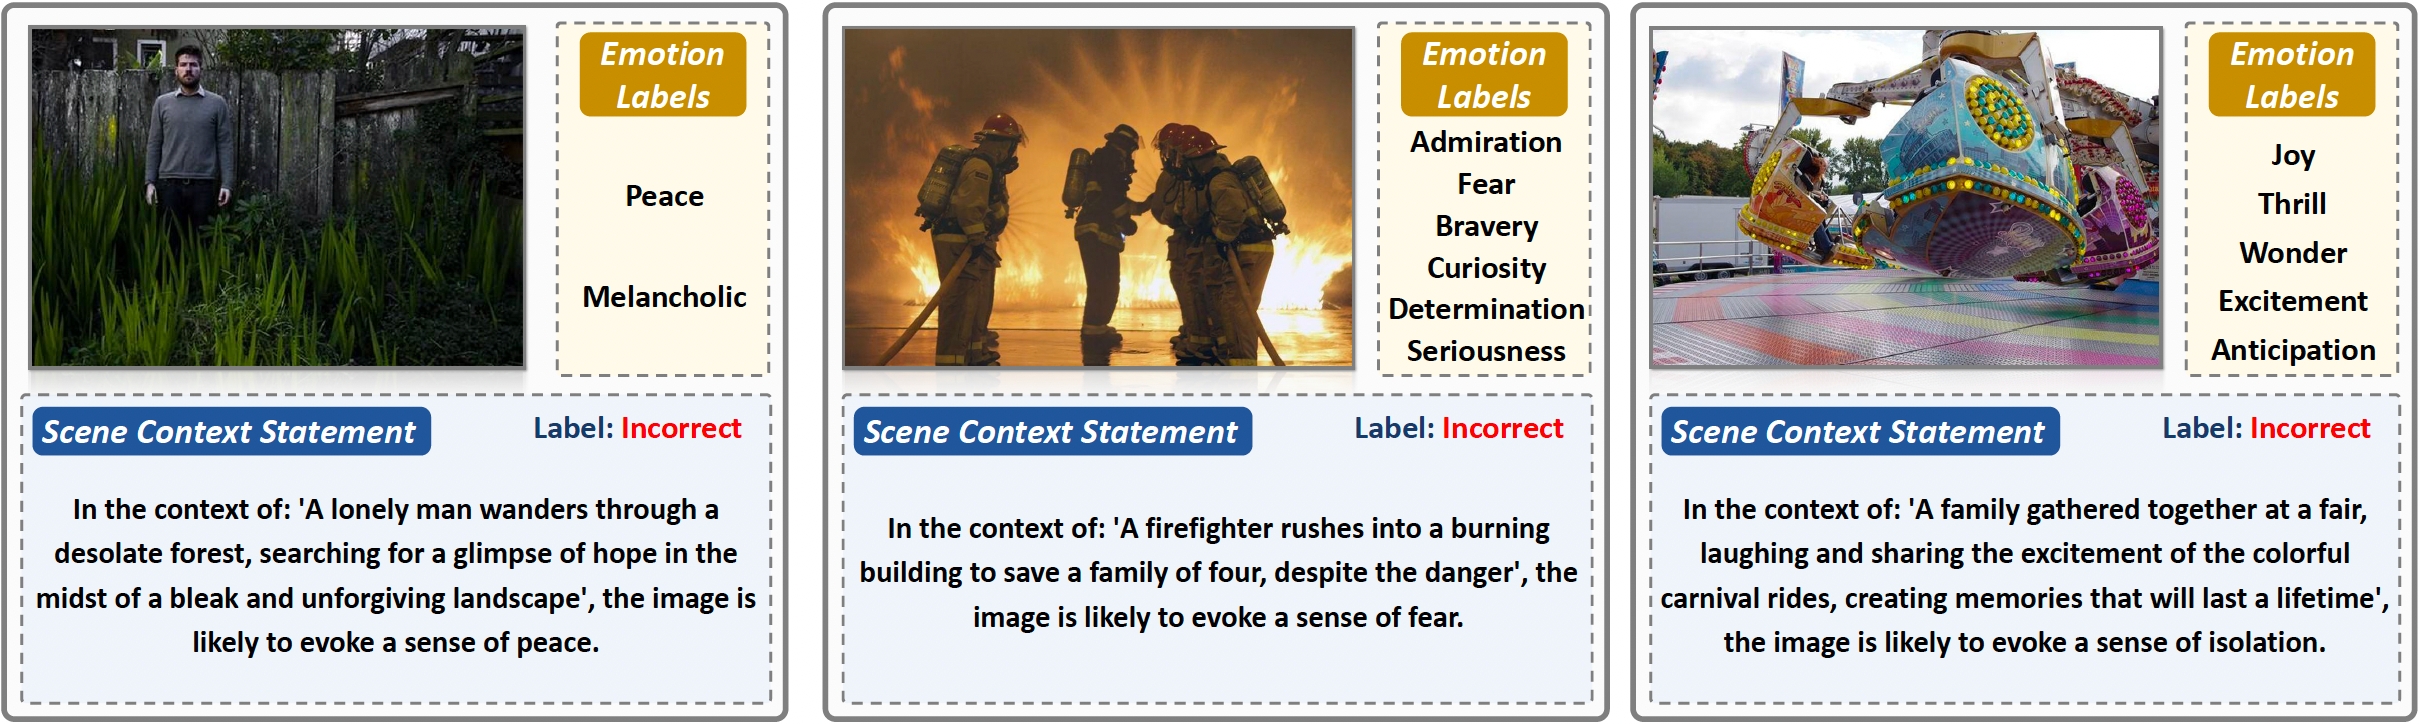 Emotion
Labels
Peace
Melancholic
Scene Context Statement
Label: Incorrect
In the context of: 'A lonely man wanders through a
desolate forest, searching for a glimpse of hope in the
midst of a bleak and unforgiving landscape', the image is
likely to evoke a sense of peace.
Emotion
Labels
Admiration
Fear
Bravery
Curiosity
Determination
Seriousness
Scene Context Statement
Label: Incorrect
In the context of: 'A firefighter rushes into a burning
building to save a family of four, despite the danger', the
image is likely to evoke a sense of fear.
Emotion
Labels
Joy
Thrill
Wonder
Excitement
Anticipation
Scene Context Statement
Label: Incorrect
In the context of: 'A family gathered together at a fair,
laughing and sharing the excitement of the colorful
carnival rides, creating memories that will last a lifetime',
the image is likely to evoke a sense of isolation.